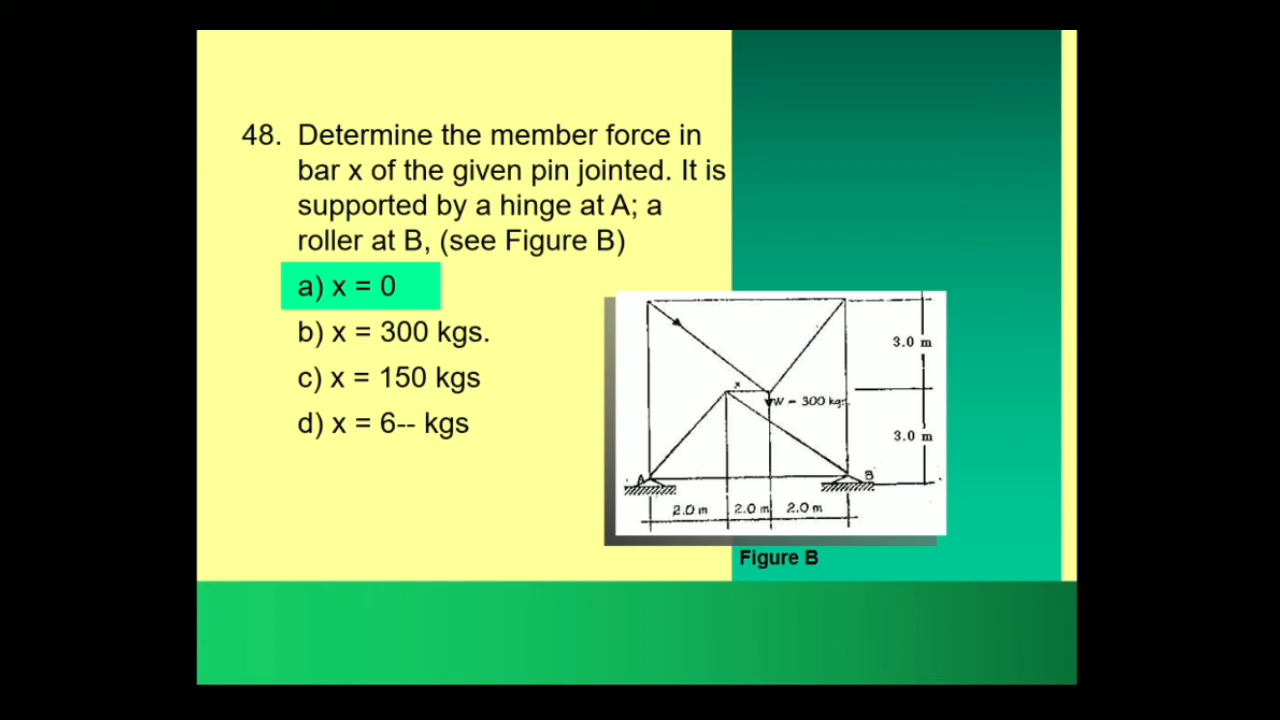 48. Determine the member force in
bar x of the given pin jointed. It is
supported by a hinge at A; a
roller at B, (see Figure B)
a) x = 0
b) x = 300 kgs.
c) x = 150 kgs
d) x = 6-- kgs
3.0 m
x
W = 300 kgs.
3.0 m
A
B
2.0 m
2.0 m
2.0 m
Figure B